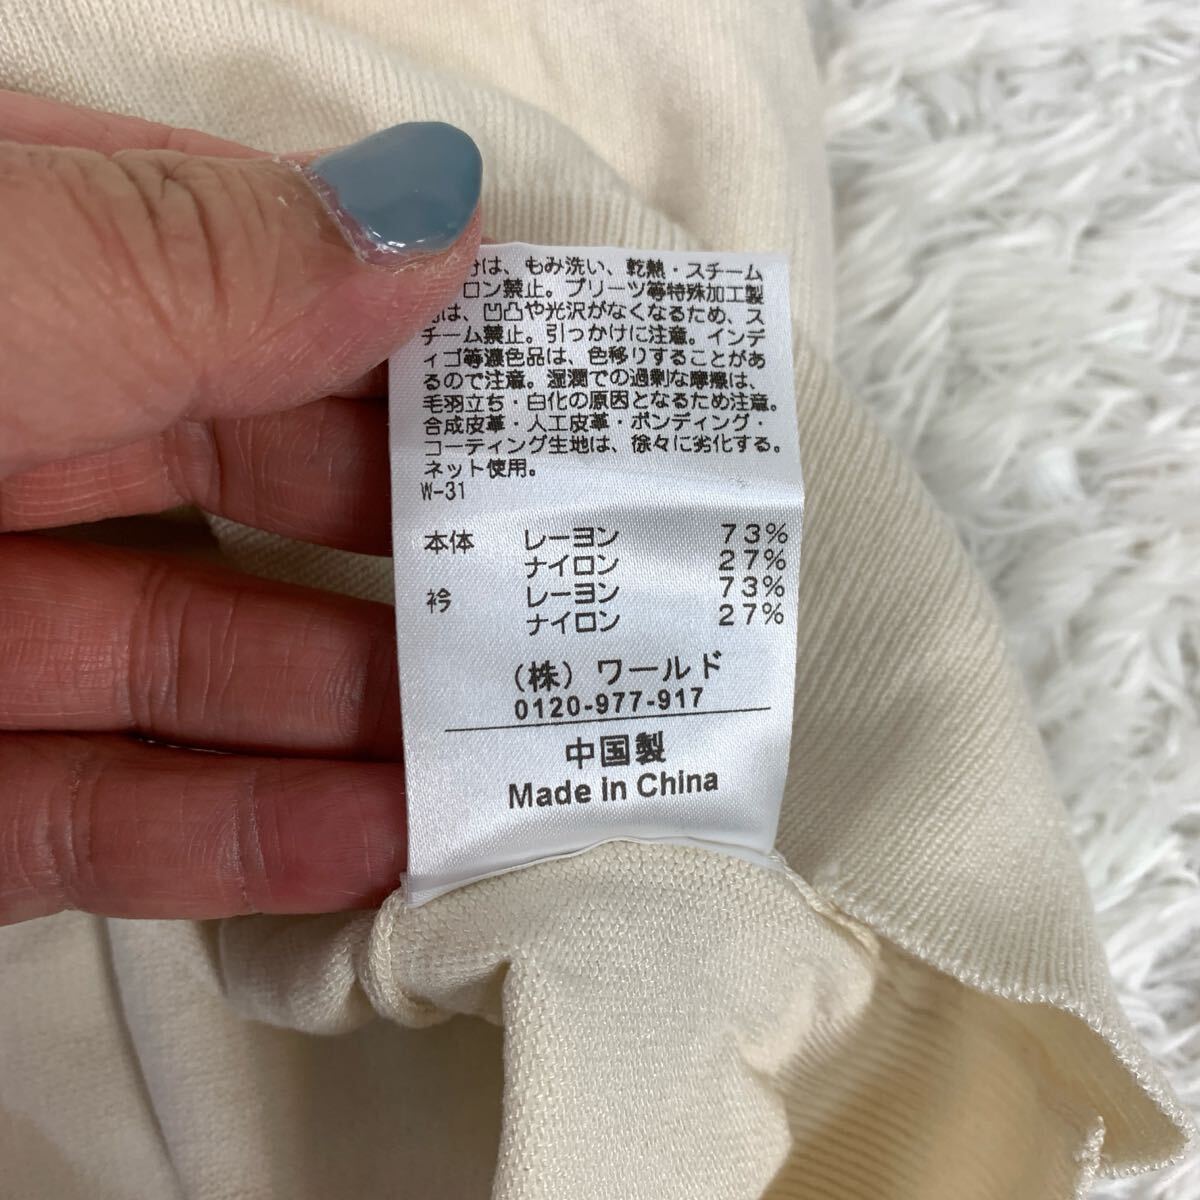 は、もみ洗い、乾熱・スチーム
ロン禁止。プリーツ等特殊加工製
は、凹凸や光沢がなくなるため、ス
チーム禁止。引っかけに注意。インデ
ィゴ等濃色品は、色移りすることがあ
るので注意。湿潤での過剰な摩擦は、
毛羽立ち・白化の原因となるため注意。
合成皮革・人工皮革・ボンディング・
コーティング生地は、徐々に劣化する。
ネット使用。
W-31
本体 レーヨン 73%
ナイロン 27%
衿 レーヨン 73%
ナイロン 27%
(株) ワールド
0120-977-917
中国製
Made in China